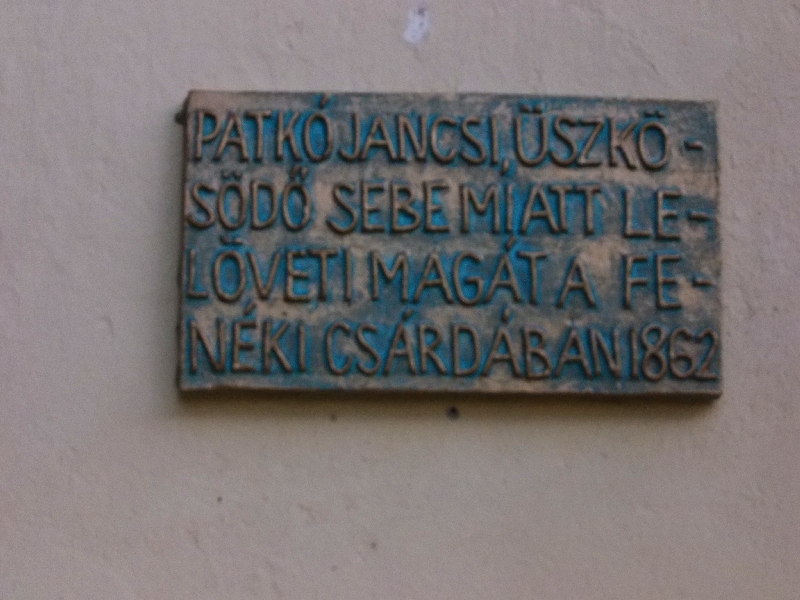 PATKÓ JANCSI, ÜSZKÖ-
SÖDŐ SEBE MIATT LE-
LÖVETI MAGÁT A FE-
NÉKI CSÁRDÁBAN 1862